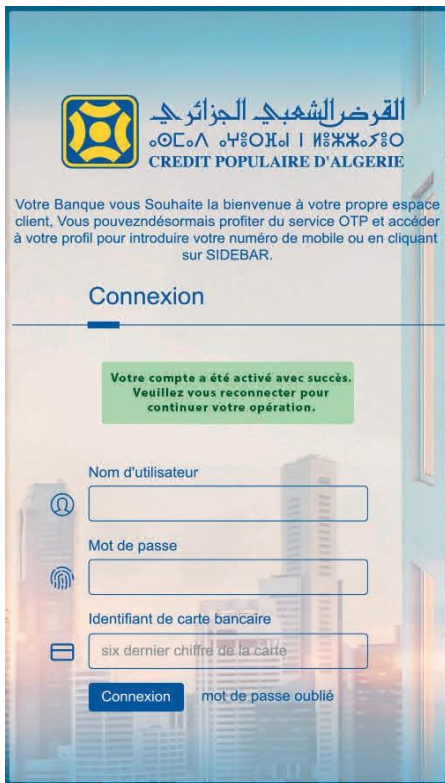 القرض الشعبي الجزائري
ⴰⵙⵎⴰⴷ ⴰⵖⵓⵔⴼⴰⵏ ⵏ ⵍⵣⵣⴰⵢⵓⵔ
CREDIT POPULAIRE D'ALGERIE
Votre Banque vous Souhaite la bienvenue à votre propre espace
client, Vous pouvezndésormais profiter du service OTP et accéder
à votre profil pour introduire votre numéro de mobile ou en cliquant
sur SIDEBAR.
Connexion
Votre compte a été activé avec succès.
Veuillez vous reconnecter pour
continuer votre opération.
Nom d'utilisateur
Mot de passe
Identifiant de carte bancaire
six dernier chiffre de la carte
Connexion mot de passe oublié